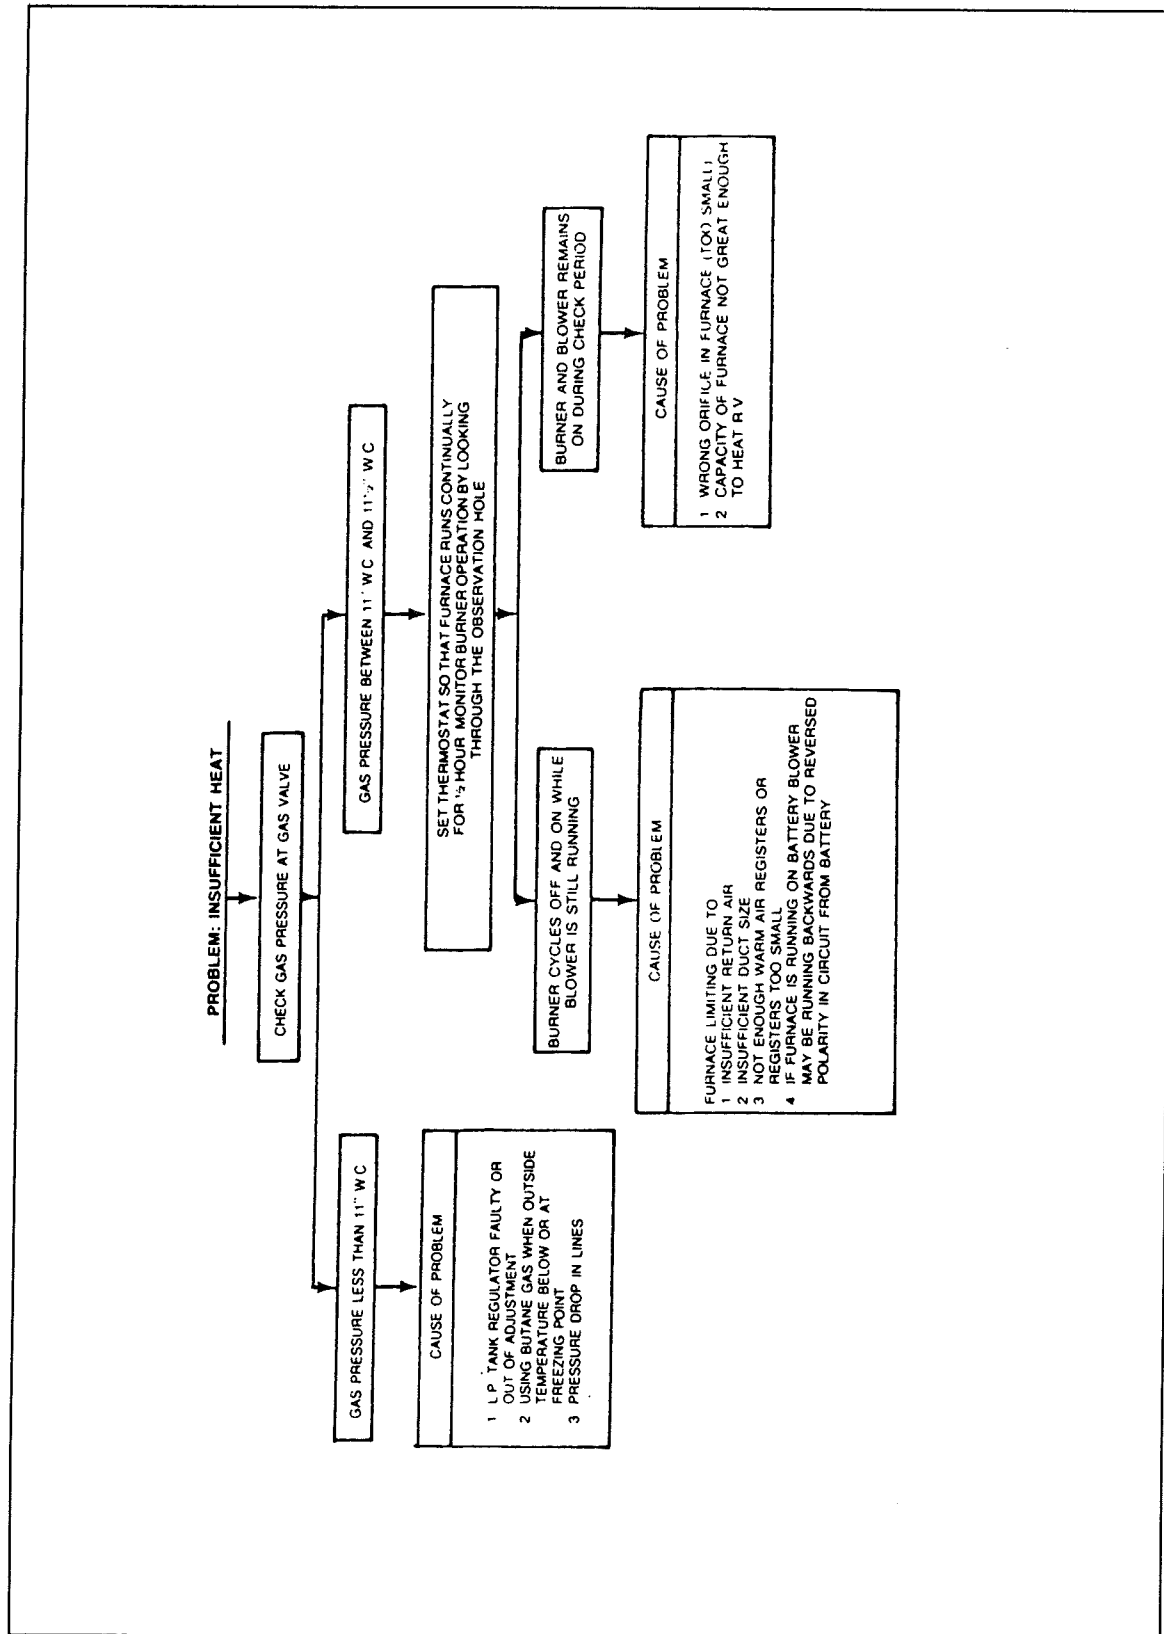 PROBLEM: INSUFFICIENT HEAT
CHECK GAS PRESSURE AT GAS VALVE
GAS PRESSURE LESS THAN 11" W C
CAUSE OF PROBLEM
1 L P TANK REGULATOR FAULTY OR
OUT OF ADJUSTMENT
2 USING BUTANE GAS WHEN OUTSIDE
TEMPERATURE BELOW OR AT
FREEZING POINT
3 PRESSURE DROP IN LINES
GAS PRESSURE BETWEEN 11" W C AND 11½" W C
SET THERMOSTAT SO THAT FURNACE RUNS CONTINUALLY
FOR ½ HOUR MONITOR BURNER OPERATION BY LOOKING
THROUGH THE OBSERVATION HOLE
BURNER CYCLES OFF AND ON WHILE
BLOWER IS STILL RUNNING
CAUSE OF PROBLEM
FURNACE LIMITING DUE TO
1 INSUFFICIENT RETURN AIR
2 INSUFFICIENT DUCT SIZE
3 NOT ENOUGH WARM AIR REGISTERS OR
REGISTERS TOO SMALL
4 IF FURNACE IS RUNNING ON BATTERY BLOWER
MAY BE RUNNING BACKWARDS DUE TO REVERSED
POLARITY IN CIRCUIT FROM BATTERY
BURNER AND BLOWER REMAINS
ON DURING CHECK PERIOD
CAUSE OF PROBLEM
1 WRONG ORIFICE IN FURNACE (TOO SMALL)
2 CAPACITY OF FURNACE NOT GREAT ENOUGH
TO HEAT R V